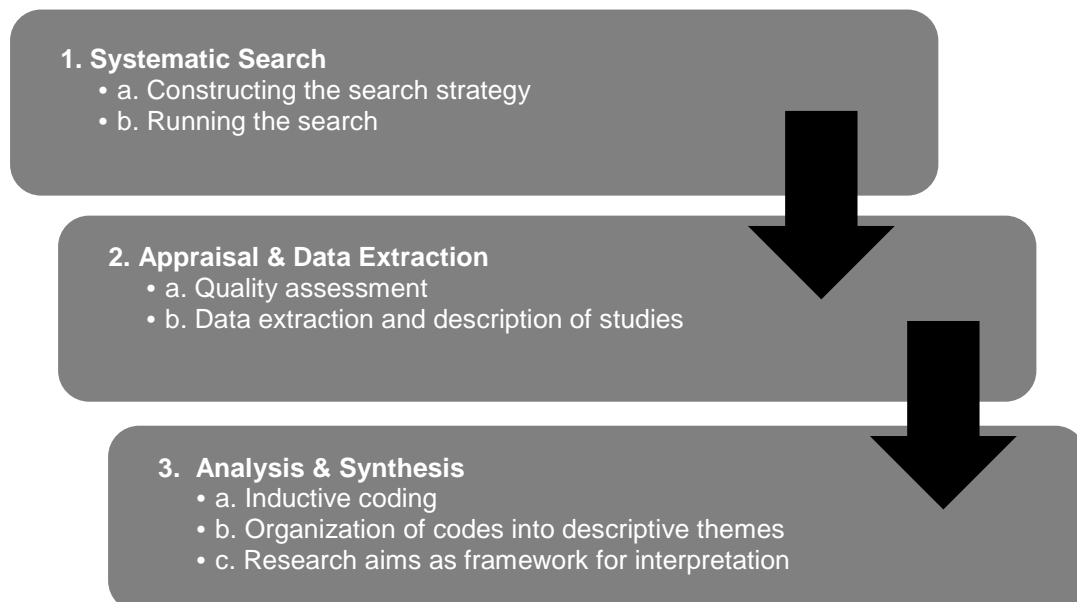 1. Systematic Search
• a. Constructing the search strategy
• b. Running the search
2. Appraisal & Data Extraction
• a. Quality assessment
• b. Data extraction and description of studies
3. Analysis & Synthesis
• a. Inductive coding
• b. Organization of codes into descriptive themes
• c. Research aims as framework for interpretation